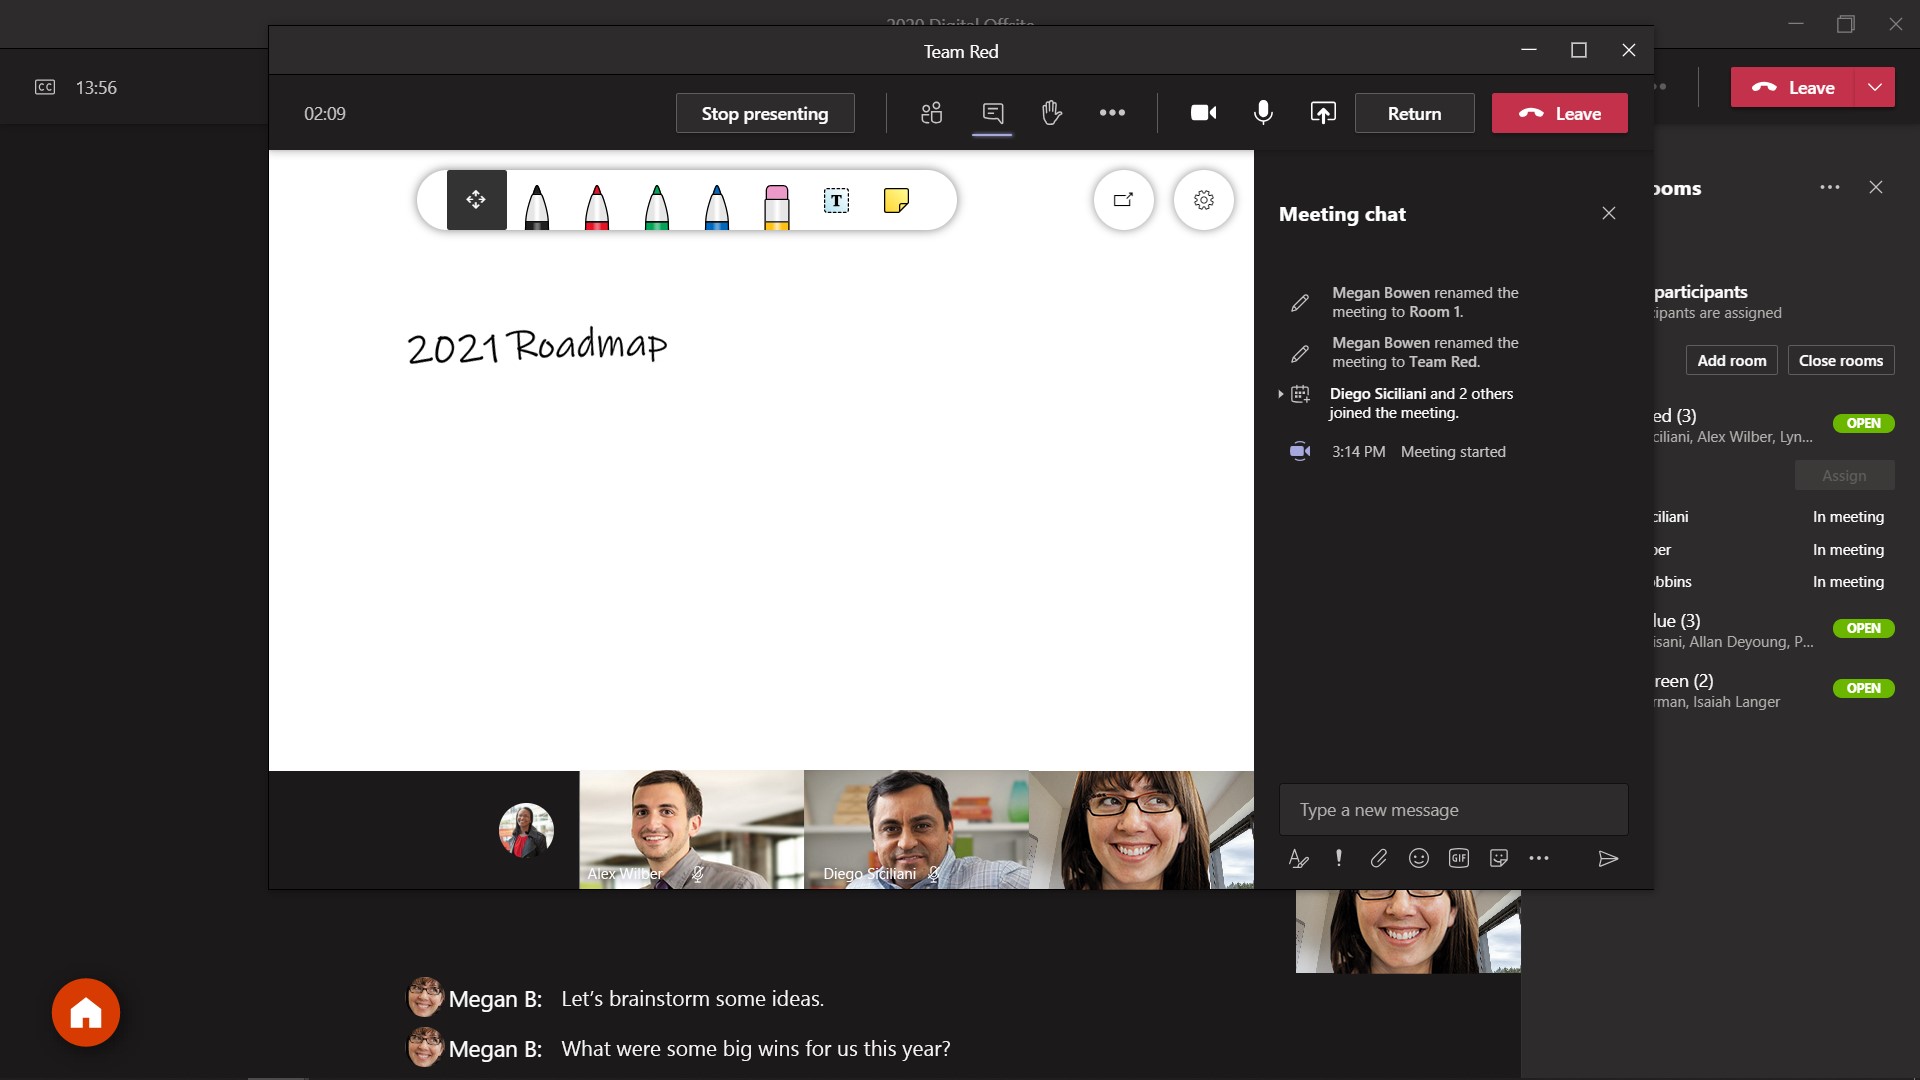 2020 Digital Offsite
CC 13:56
Leave
Team Red
02:09
Stop presenting
Return
Leave
T
2021 Roadmap
Meeting chat
Megan Bowen renamed the
meeting to Room 1.
Megan Bowen renamed the
meeting to Team Red.
Diego Siciliani and 2 others
joined the meeting.
3:14 PM Meeting started
Type a new message
GIF
Alex Wilber
Diego Siciliani
ooms
participants
ipants are assigned
Add room
Close rooms
ed (3)
OPEN
ciliani, Alex Wilber, Lyn...
Assign
ciliani In meeting
ber In meeting
bbins In meeting
lue (3)
OPEN
isani, Allan Deyoung, P...
reen (2)
OPEN
rman, Isaiah Langer
Megan B: Let's brainstorm some ideas.
Megan B: What were some big wins for us this year?